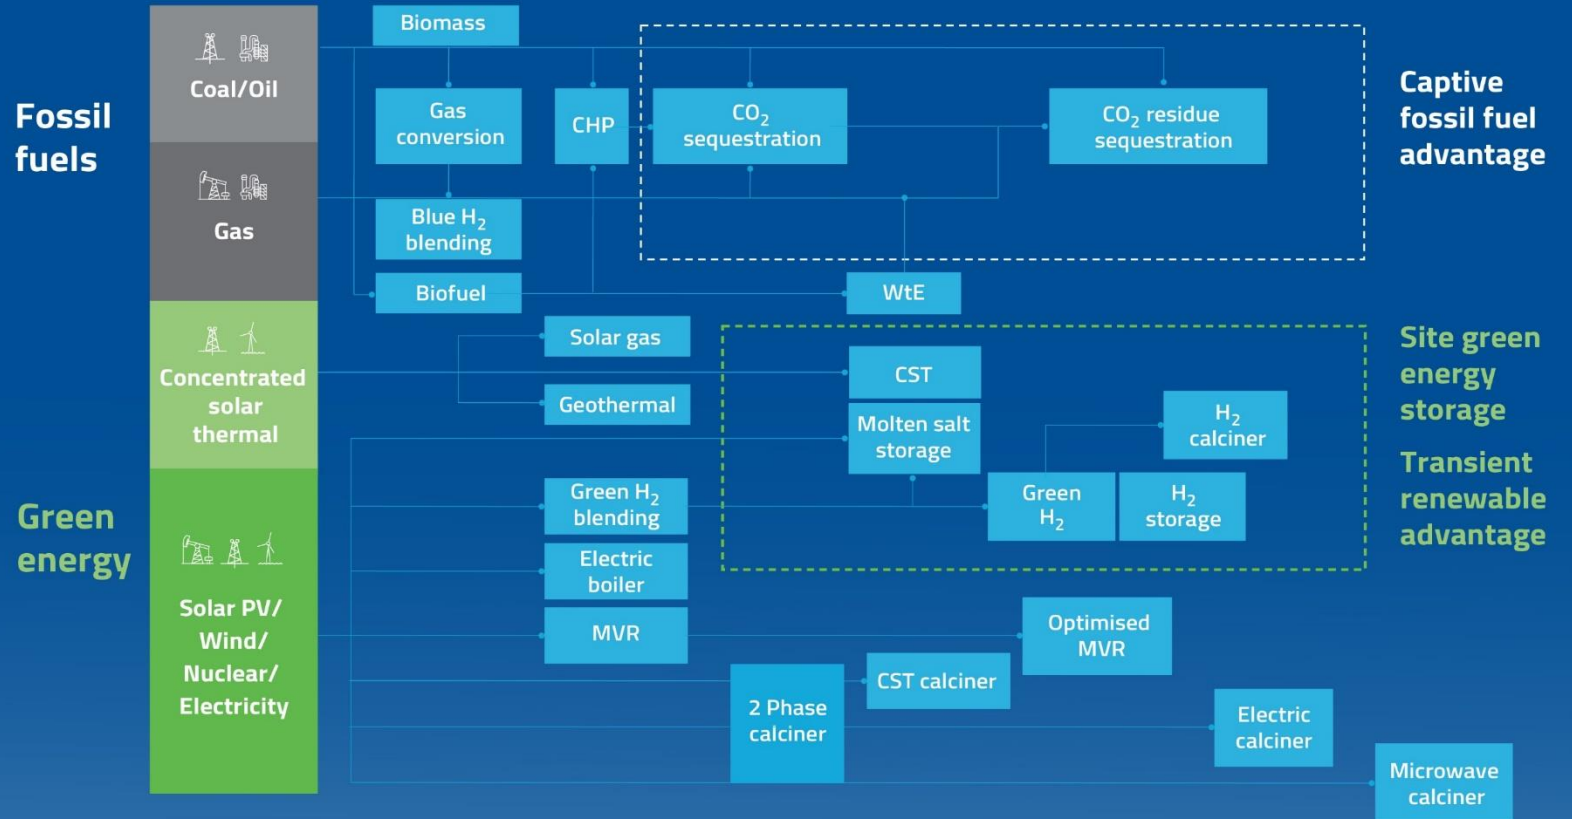 Fossil
fuels
Green
energy
Coal/Oil
Gas
Concentrated
solar
thermal
Solar PV/
Wind/
Nuclear/
Electricity
Biomass
Gas
conversion
CHP
CO₂
sequestration
CO₂ residue
sequestration
Blue H₂
blending
Biofuel
WtE
Captive
fossil fuel
advantage
Solar gas
Geothermal
CST
Molten salt
storage
H₂
calciner
Green H₂
blending
Green
H₂
H₂
storage
Site green
energy
storage
Transient
renewable
advantage
Electric
boiler
MVR
Optimised
MVR
CST calciner
2 Phase
calciner
Electric
calciner
Microwave
calciner